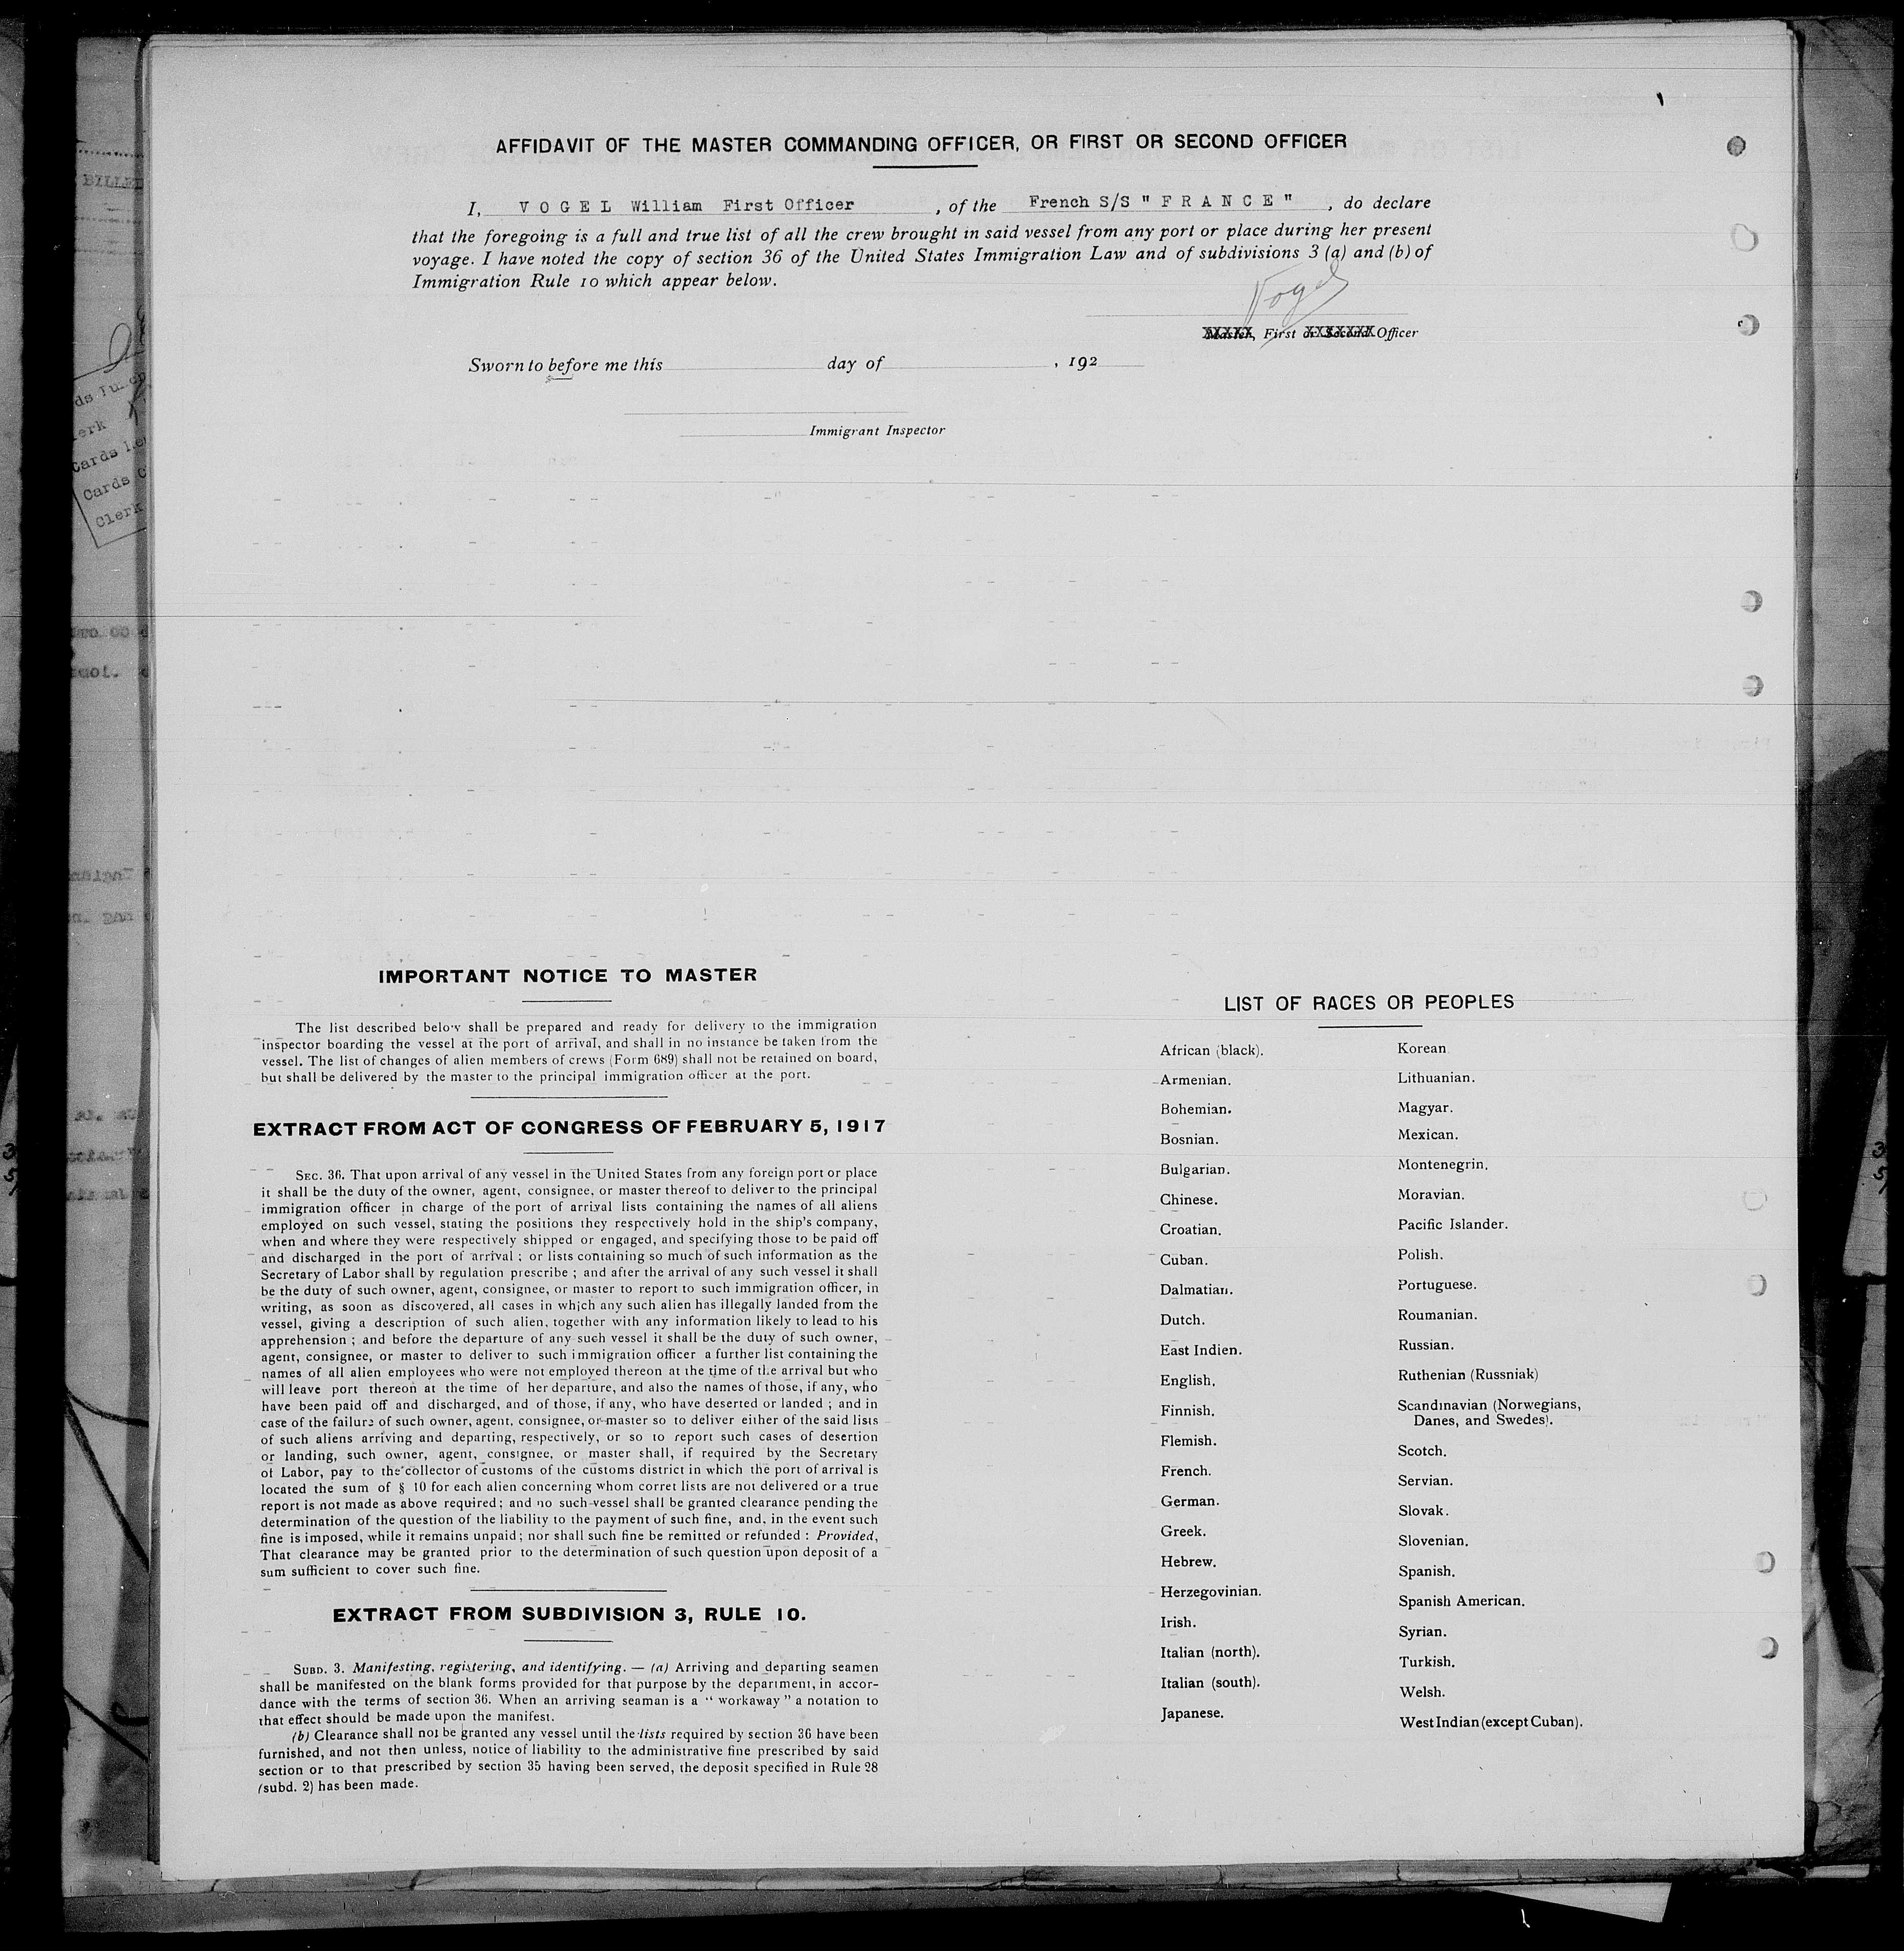 AFFIDAVIT OF THE MASTER COMMANDING OFFICER, OR FIRST OR SECOND OFFICER
I, VOGEL William First Officer , of the French S/S " FRANCE " , do declare
that the foregoing is a full and true list of all the crew brought in said vessel from any port or place during her present
voyage. I have noted the copy of section 36 of the United States Immigration Law and of subdivisions 3 (a) and (b) of
Immigration Rule 10 which appear below.
Vogel
Master, First or Second Officer
Sworn to before me this day of , 192
Immigrant Inspector
IMPORTANT NOTICE TO MASTER
The list described below shall be prepared and ready for delivery to the immigration
inspector boarding the vessel at the port of arrival, and shall in no instance be taken from the
vessel. The list of changes of alien members of crews (Form 689) shall not be retained on board,
but shall be delivered by the master to the principal immigration officer at the port.
EXTRACT FROM ACT OF CONGRESS OF FEBRUARY 5, 1917
SEC. 36. That upon arrival of any vessel in the United States from any foreign port or place
it shall be the duty of the owner, agent, consignee, or master thereof to deliver to the principal
immigration officer in charge of the port of arrival lists containing the names of all aliens
employed on such vessel, stating the positions they respectively hold in the ship's company,
when and where they were respectively shipped or engaged, and specifying those to be paid off
and discharged in the port of arrival ; or lists containing so much of such information as the
Secretary of Labor shall by regulation prescribe ; and after the arrival of any such vessel it shall
be the duty of such owner, agent, consignee, or master to report to such immigration officer, in
writing, as soon as discovered, all cases in which any such alien has illegally landed from the
vessel, giving a description of such alien, together with any information likely to lead to his
apprehension ; and before the departure of any such vessel it shall be the duty of such owner,
agent, consignee, or master to deliver to such immigration officer a further list containing the
names of all alien employees who were not employed thereon at the time of the arrival but who
will leave port thereon at the time of her departure, and also the names of those, if any, who
have been paid off and discharged, and of those, if any, who have deserted or landed ; and in
case of the failure of such owner, agent, consignee, or master so to deliver either of the said lists
of such aliens arriving and departing, respectively, or so to report such cases of desertion
or landing, such owner, agent, consignee, or master shall, if required by the Secretary
of Labor, pay to the collector of customs of the customs district in which the port of arrival is
located the sum of § 10 for each alien concerning whom corret lists are not delivered or a true
report is not made as above required ; and no such vessel shall be granted clearance pending the
determination of the question of the liability to the payment of such fine, and, in the event such
fine is imposed, while it remains unpaid ; nor shall such fine be remitted or refunded : Provided,
That clearance may be granted prior to the determination of such question upon deposit of a
sum sufficient to cover such fine.
EXTRACT FROM SUBDIVISION 3, RULE 10.
SUBD. 3. Manifesting, registering, and identifying. — (a) Arriving and departing seamen
shall be manifested on the blank forms provided for that purpose by the department, in accor-
dance with the terms of section 36. When an arriving seaman is a “ workaway ” a notation to
that effect should be made upon the manifest.
(b) Clearance shall not be granted any vessel until the lists required by section 36 have been
furnished, and not then unless, notice of liability to the administrative fine prescribed by said
section or to that prescribed by section 35 having been served, the deposit specified in Rule 28
(subd. 2) has been made.
LIST OF RACES OR PEOPLES
African (black).
Armenian.
Bohemian.
Bosnian.
Bulgarian.
Chinese.
Croatian.
Cuban.
Dalmatian.
Dutch.
East Indien.
English.
Finnish.
Flemish.
French.
German.
Greek.
Hebrew.
Herzegovinian.
Irish.
Italian (north).
Italian (south).
Japanese.
Korean
Lithuanian.
Magyar.
Mexican.
Montenegrin.
Moravian.
Pacific Islander.
Polish.
Portuguese.
Roumanian.
Russian.
Ruthenian (Russniak)
Scandinavian (Norwegians,
Danes, and Swedes).
Scotch.
Servian.
Slovak.
Slovenian.
Spanish.
Spanish American.
Syrian.
Turkish.
Welsh.
West Indian (except Cuban).